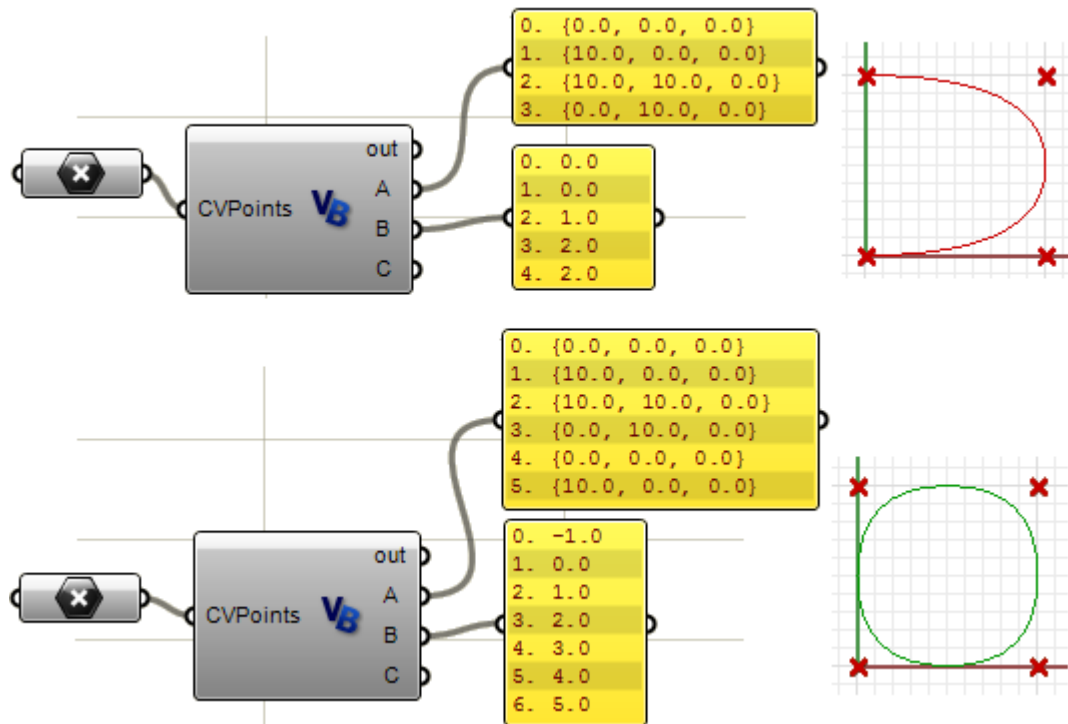 0. {0.0, 0.0, 0.0}
1. {10.0, 0.0, 0.0}
2. {10.0, 10.0, 0.0}
3. {0.0, 10.0, 0.0}
out
A
CVPoints
VB
B
C
0. 0.0
1. 0.0
2. 1.0
3. 2.0
4. 2.0
0. {0.0, 0.0, 0.0}
1. {10.0, 0.0, 0.0}
2. {10.0, 10.0, 0.0}
3. {0.0, 10.0, 0.0}
4. {0.0, 0.0, 0.0}
5. {10.0, 0.0, 0.0}
out
A
CVPoints
VB
B
C
0. -1.0
1. 0.0
2. 1.0
3. 2.0
4. 3.0
5. 4.0
6. 5.0